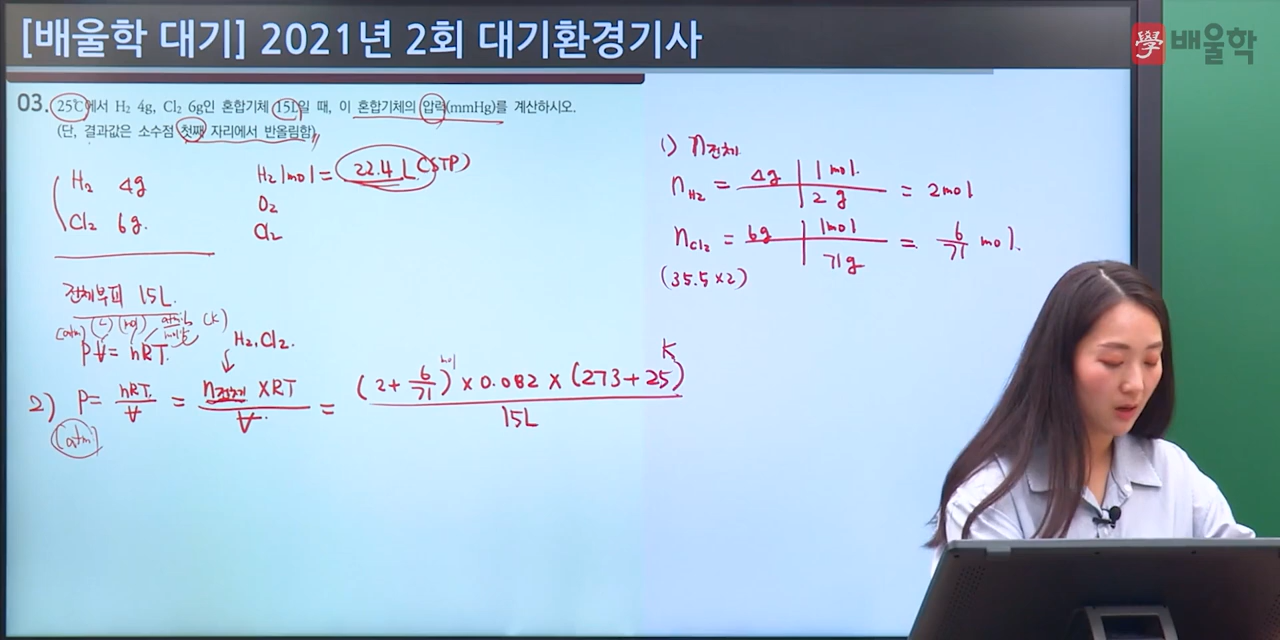 [배울학 대기] 2021년 2회 대기환경기사
學 배울학
03. 25℃에서 H₂ 4g, Cl₂ 6g인 혼합기체 15L일 때, 이 혼합기체의 압력(mmHg)를 계산하시오.
(단, 결과값은 소수점 첫째 자리에서 반올림함)
H₂ 4g
Cl₂ 6g.
H₂ 1mol = 22.4 L (STP)
O₂
Cl₂
전체부피 15L.
(atm) (L) (mol) (K)
PV = nRT.
H₂, Cl₂.
2) P = nRT/V = n전체 × RT/V = (2 + 6/71)mol × 0.082 × (273+25)K / 15L
(atm)
1) n전체
nH₂ = 4g | 1mol / 2g = 2mol
nCl₂ = 6g | 1mol / 71g = 6/71 mol.
(35.5×2)